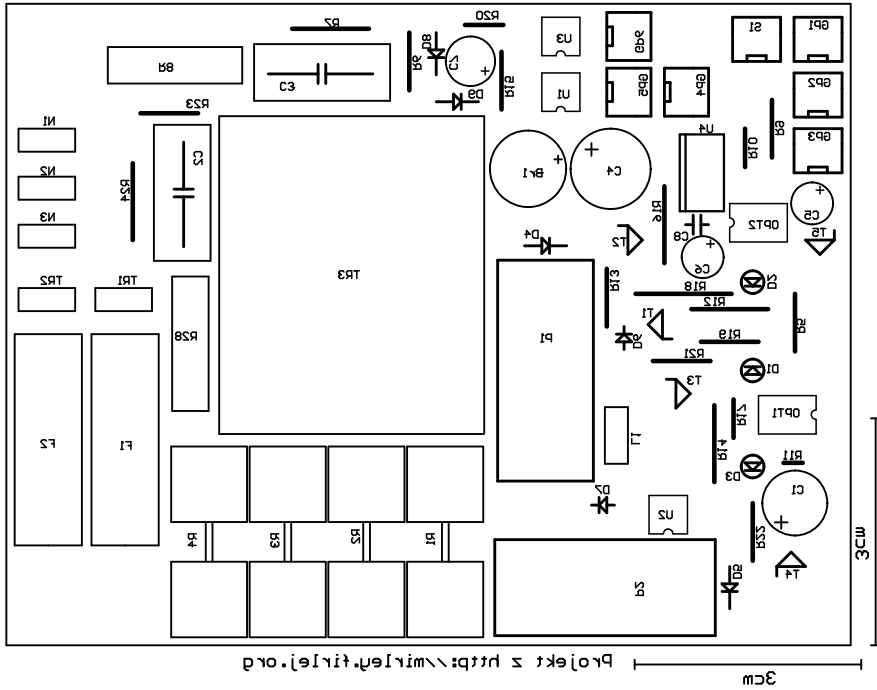 R7
R20
D8
U3
GP6
S1
GP1
R8
C3
R6
C7
R15
U1
GP5
GP4
GP2
D9
R23
N1
C2
U4
R9
R10
GP3
N2
R24
Br1
C4
R16
N3
D4
T2
C8
OPT2
C5
T5
TR3
C6
TR2
TR1
R13
R18
D2
R12
T1
R5
R28
P1
D6
R19
R21
D1
T3
F2
F1
L1
R14
R17
OPT1
R11
D3
C1
D7
U2
R4
R3
R2
R1
R22
3cm
T4
P2
D5
Projekt z http://mirley.firlej.org
3cm